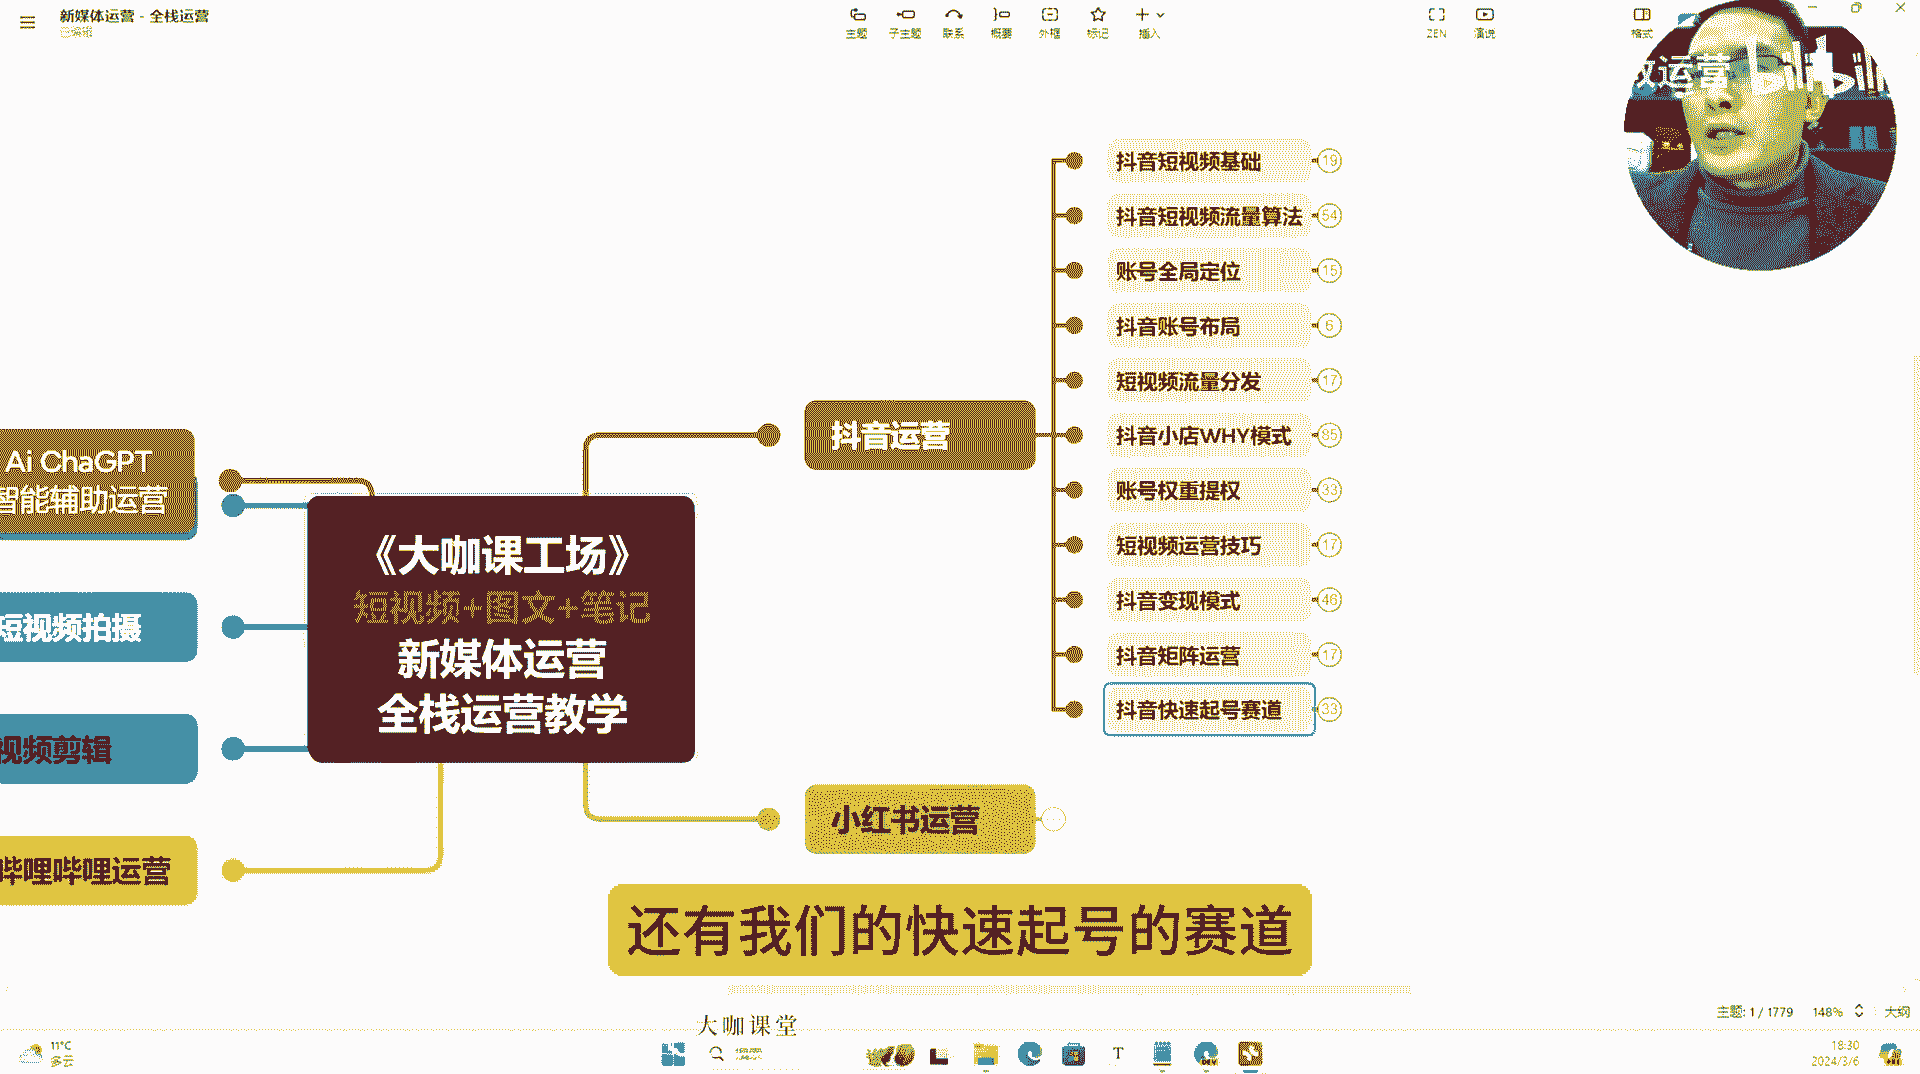 新媒体运营 - 全栈运营
已编辑
主题
子主题
联系
概要
外框
标记
插入
ZEN
演说
格式
运营 bilibili
抖音短视频基础 19
抖音短视频流量算法 54
账号全局定位 15
抖音账号布局 6
短视频流量分发 17
抖音小店WHY模式 85
账号权重提权 33
短视频运营技巧 17
抖音变现模式 46
抖音矩阵运营 17
抖音快速起号赛道 33
抖音运营
小红书运营
Ai ChaGPT
智能辅助运营
短视频拍摄
视频剪辑
哔哩哔哩运营
《大咖课工场》
短视频+图文+笔记
新媒体运营
全栈运营教学
还有我们的快速起号的赛道
主题: 1 / 1779
148%
大纲
大咖课堂
11°C
多云
搜索
T
DEV
18:30
2024/3/6